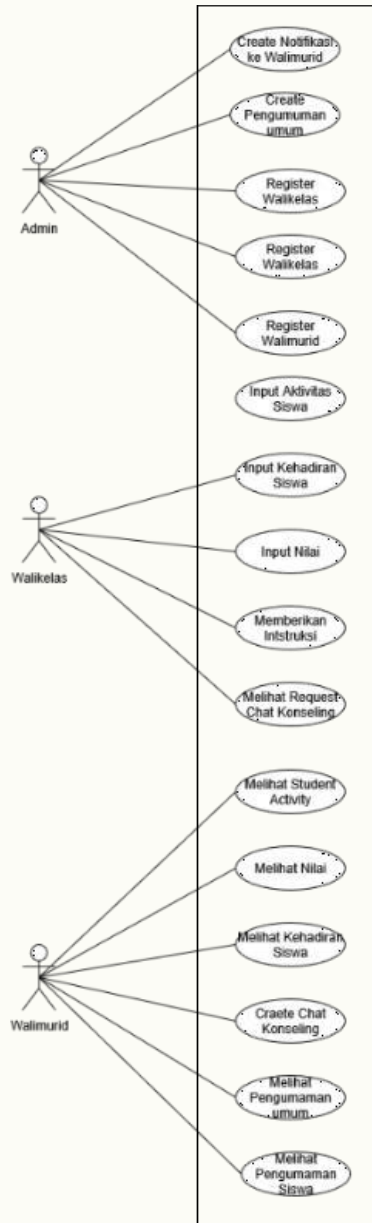 Create Notifikasi
ke Walimurid
Create
Pengumuman
umum
Register
Walikelas
Admin
Register
Walikelas
Register
Walimurid
Input Aktivitas
Siswa
Input Kehadiran
Siswa
Input Nilai
Walikelas
Memberikan
Intstruksi
Melihat Request
Chat Konseling
Melihat Student
Activity
Melihat Nilai
Melihat Kehadiran
Siswa
Craete Chat
Konseling
Walimurid
Melihat
Pengumaman
umum
Melihat
Pengumaman
Siswa